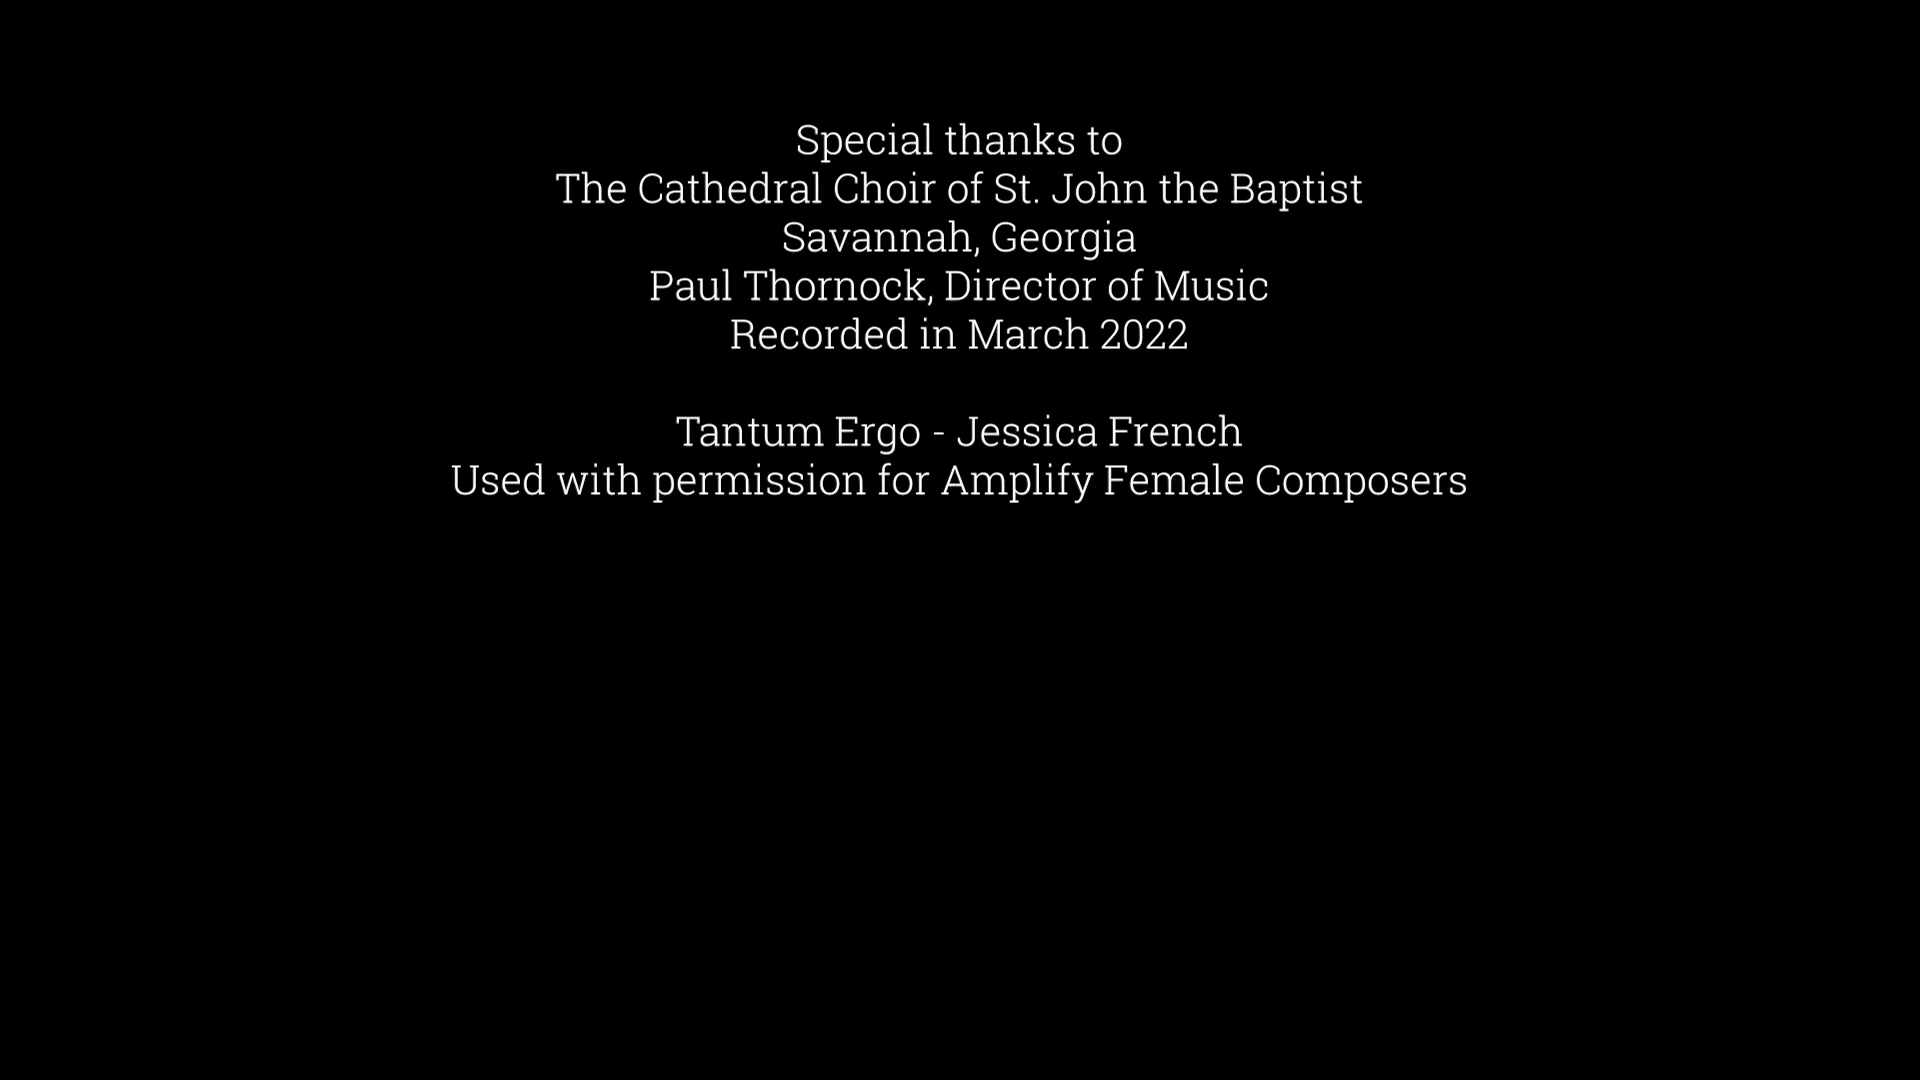 Special thanks to
The Cathedral Choir of St. John the Baptist
Savannah, Georgia
Paul Thornock, Director of Music
Recorded in March 2022
Tantum Ergo - Jessica French
Used with permission for Amplify Female Composers